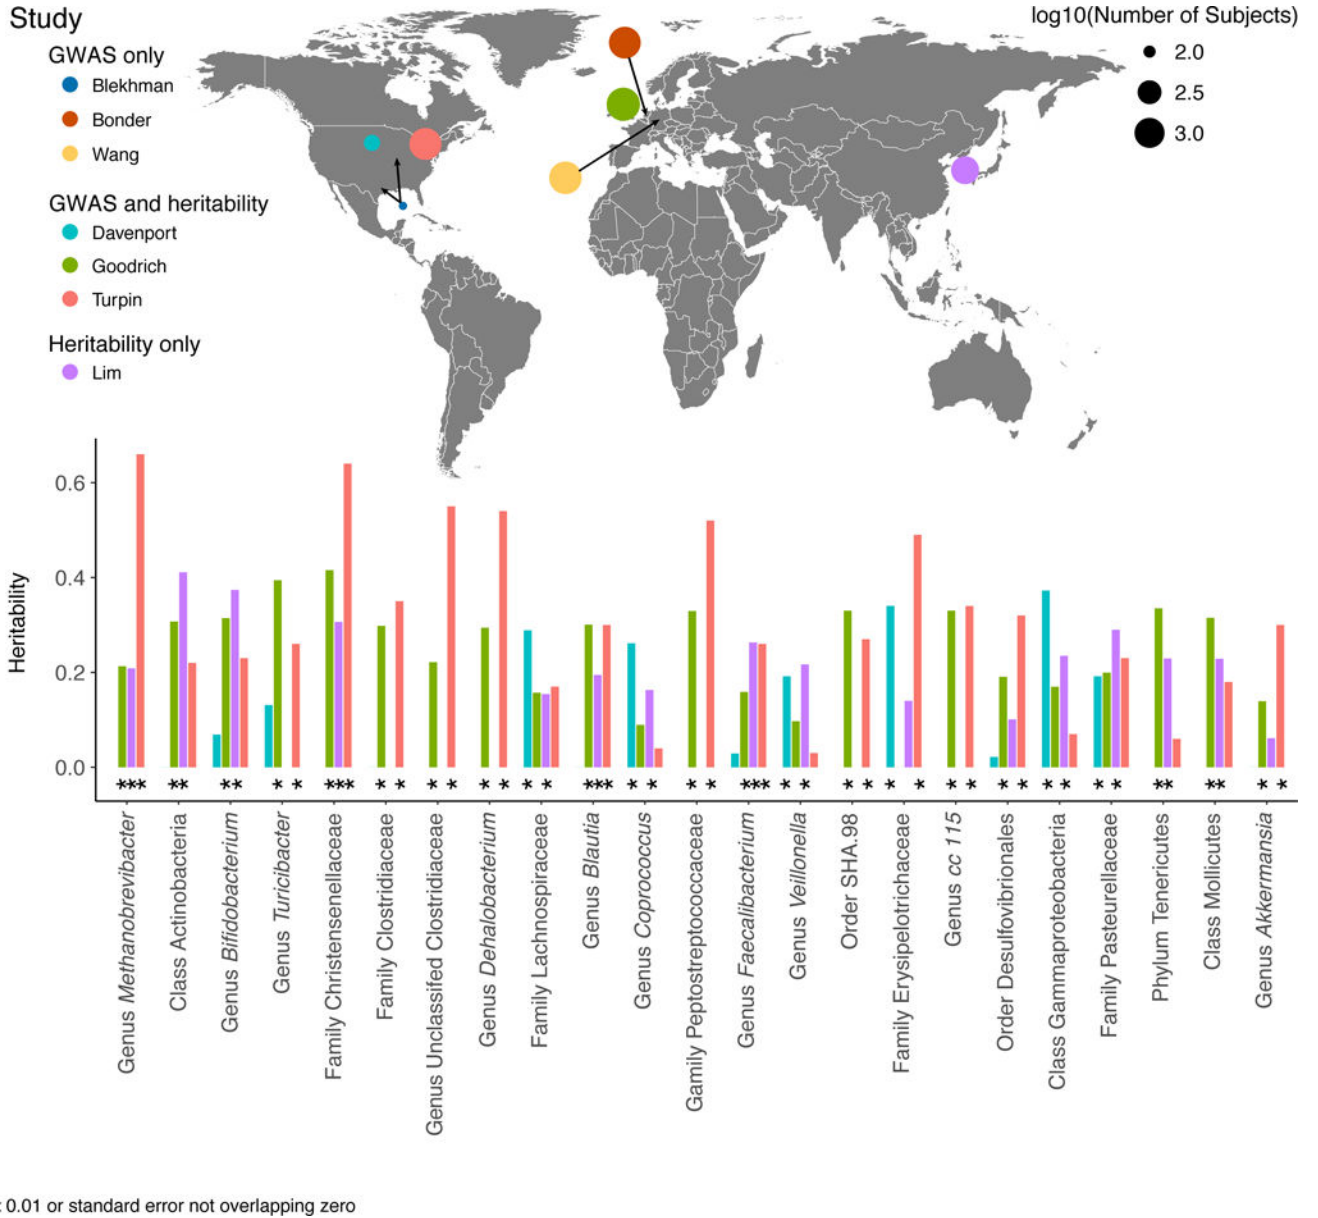 Study
GWAS only
Blekhman
Bonder
Wang
GWAS and heritability
Davenport
Goodrich
Turpin
Heritability only
Lim
log10(Number of Subjects)
2.0
2.5
3.0
Heritability
0.6
0.4
0.2
0.0
***
**
**
* *
***
* *
* *
* *
* *
***
* *
* *
***
* *
* *
* *
* *
* *
* *
* *
**
**
* *
Genus Methanobrevibacter
Class Actinobacteria
Genus Bifidobacterium
Genus Turicibacter
Family Christensenellaceae
Family Clostridiaceae
Genus Unclassifed Clostridiaceae
Genus Dehalobacterium
Family Lachnospiraceae
Genus Blautia
Genus Coprococcus
Gamily Peptostreptococcaceae
Genus Faecalibacterium
Genus Veillonella
Order SHA.98
Family Erysipelotrichaceae
Genus cc 115
Order Desulfovibrionales
Class Gammaproteobacteria
Family Pasteurellaceae
Phylum Tenericutes
Class Mollicutes
Genus Akkermansia
0.01 or standard error not overlapping zero